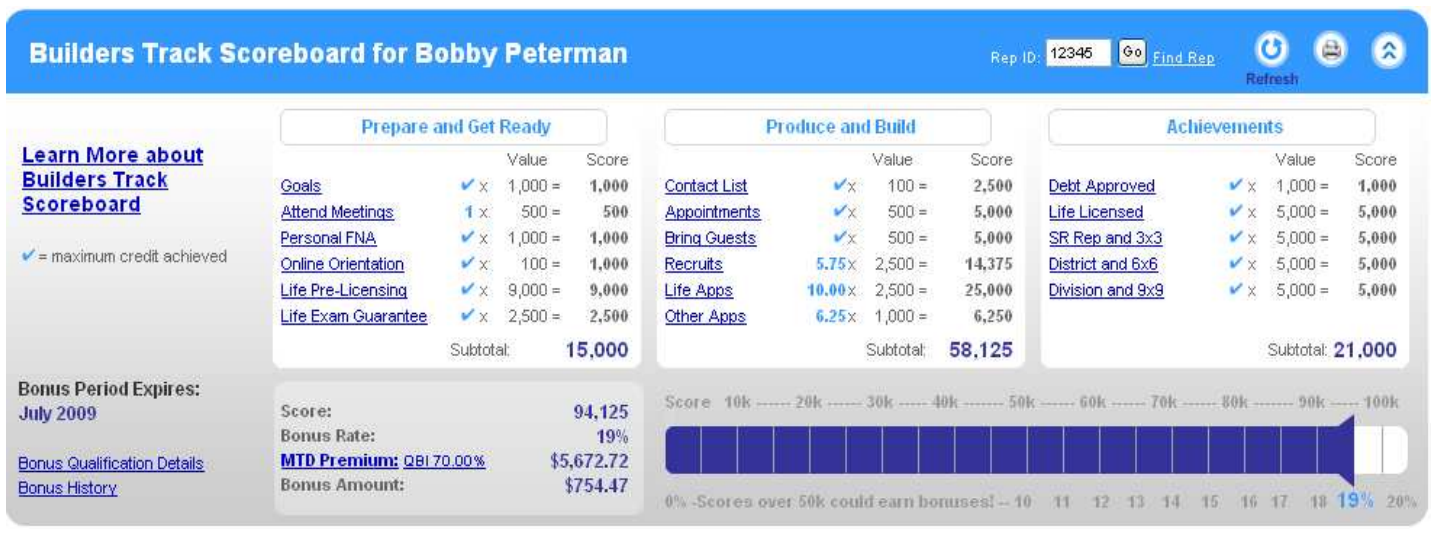 Builders Track Scoreboard for Bobby Peterman
Rep ID: 12345 Go Find Rep
Refresh
Learn More about
Builders Track
Scoreboard
✔ = maximum credit achieved
Prepare and Get Ready
Value Score
Goals ✔ x 1,000 = 1,000
Attend Meetings 1 x 500 = 500
Personal FNA ✔ x 1,000 = 1,000
Online Orientation ✔ x 100 = 1,000
Life Pre-Licensing ✔ x 9,000 = 9,000
Life Exam Guarantee ✔ x 2,500 = 2,500
Subtotal: 15,000
Produce and Build
Value Score
Contact List ✔ x 100 = 2,500
Appointments ✔ x 500 = 5,000
Bring Guests ✔ x 500 = 5,000
Recruits 5.75 x 2,500 = 14,375
Life Apps 10.00 x 2,500 = 25,000
Other Apps 6.25 x 1,000 = 6,250
Subtotal: 58,125
Achievements
Value Score
Debt Approved ✔ x 1,000 = 1,000
Life Licensed ✔ x 5,000 = 5,000
SR Rep and 3x3 ✔ x 5,000 = 5,000
District and 6x6 ✔ x 5,000 = 5,000
Division and 9x9 ✔ x 5,000 = 5,000
Subtotal: 21,000
Bonus Period Expires:
July 2009
Bonus Qualification Details
Bonus History
Score: 94,125
Bonus Rate: 19%
MTD Premium: QBI 70.00% $5,672.72
Bonus Amount: $754.47
Score 10k ------ 20k ------ 30k ------ 40k ------- 50k ------ 60k ------ 70k ------ 80k ------- 90k ----- 100k
0% -Scores over 50k could earn bonuses! -- 10 11 12 13 14 15 16 17 18 19% 20%